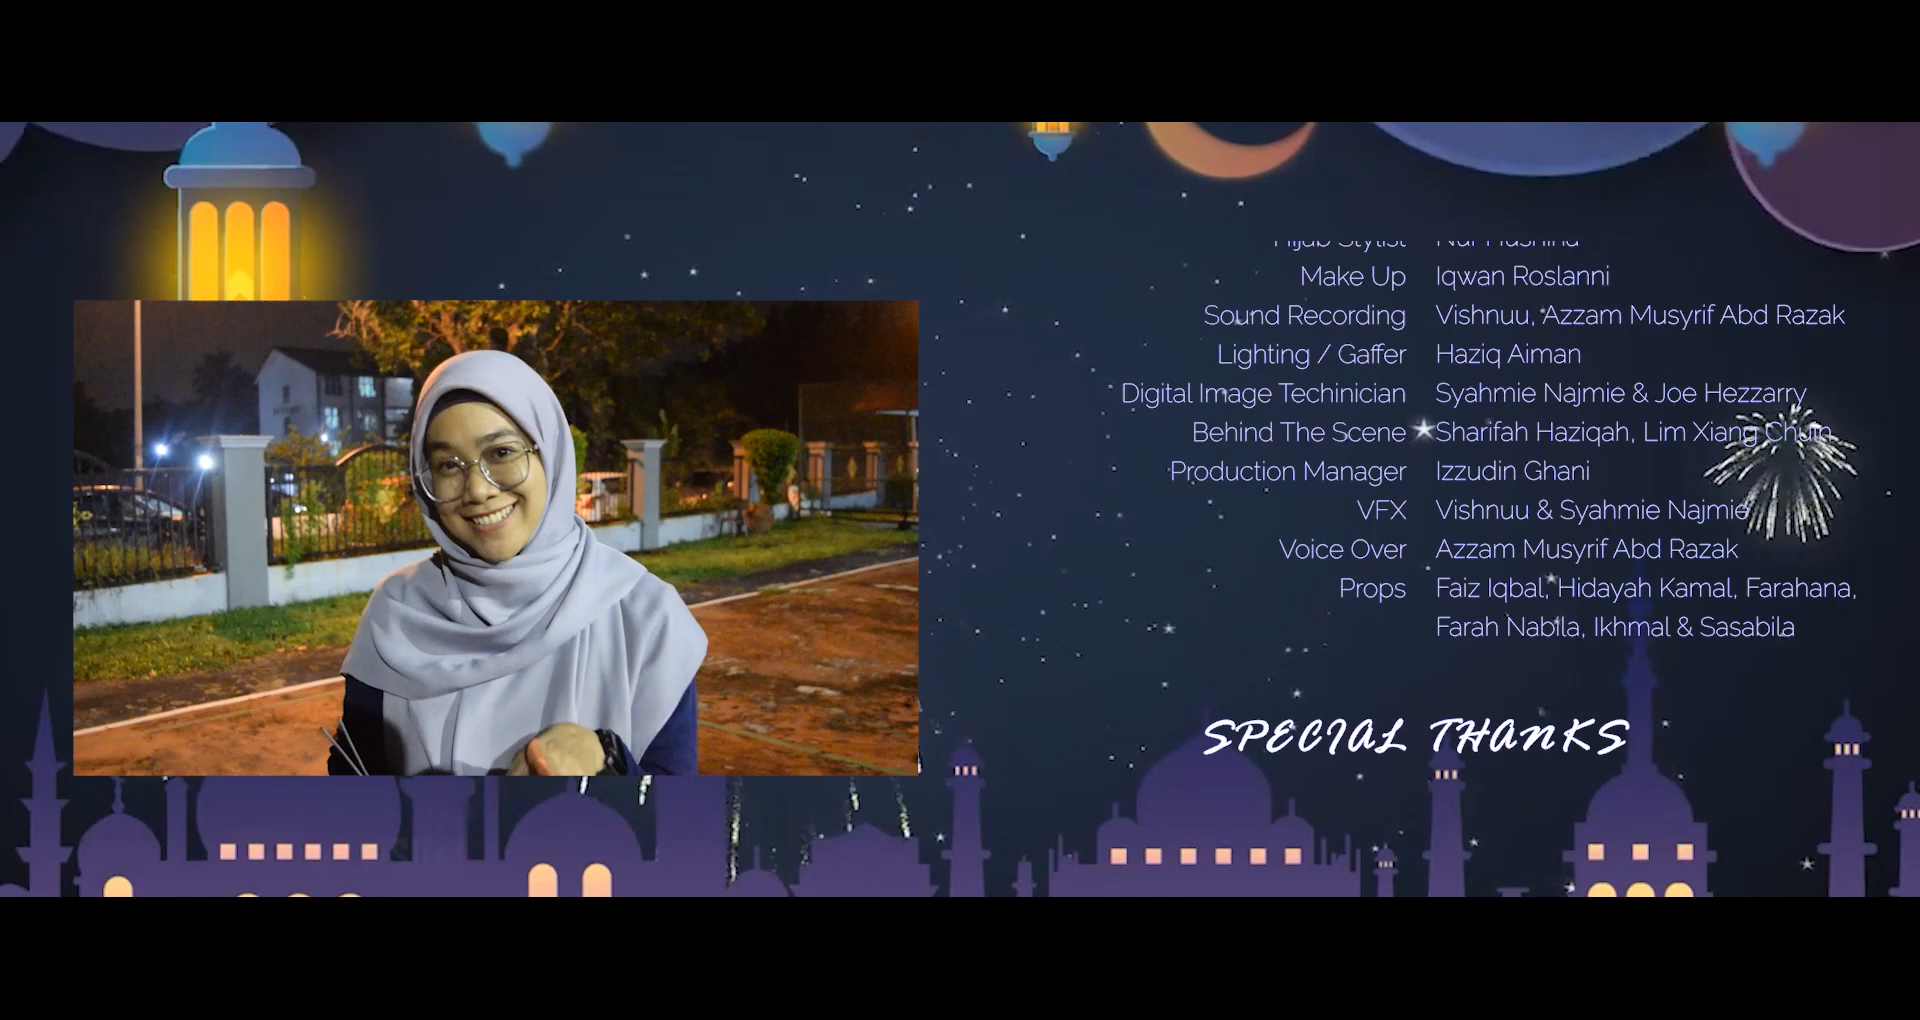 Make Up Iqwan Roslanni
Sound Recording Vishnuu, Azzam Musyrif Abd Razak
Lighting / Gaffer Haziq Aiman
Digital Image Techinician Syahmie Najmie & Joe Hezzarry
Behind The Scene Sharifah Haziqah, Lim Xiang Chuin
Production Manager Izzudin Ghani
VFX Vishnuu & Syahmie Najmie
Voice Over Azzam Musyrif Abd Razak
Props Faiz Iqbal, Hidayah Kamal, Farahana,
Farah Nabila, Ikhmal & Sasabila
SPECIAL THANKS